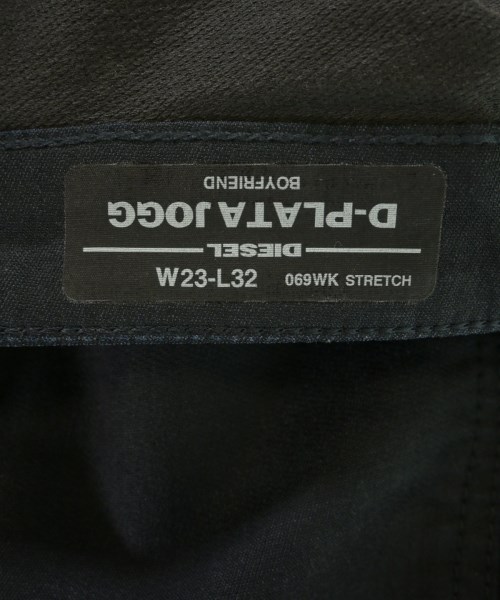 BOYFRIEND
D-PLATA JOGG
DIESEL
W23-L32 069WK STRETCH